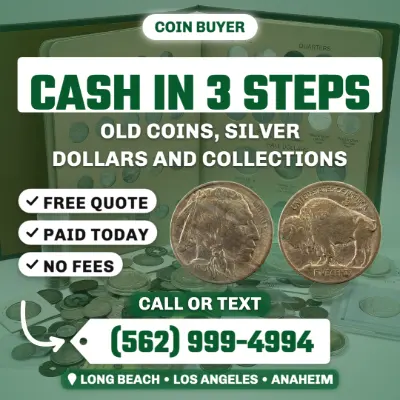 COIN BUYER
CASH IN 3 STEPS
OLD COINS, SILVER
DOLLARS AND COLLECTIONS
FREE QUOTE
PAID TODAY
NO FEES
CALL OR TEXT
(562) 999-4994
LONG BEACH • LOS ANGELES • ANAHEIM
QUARTERS